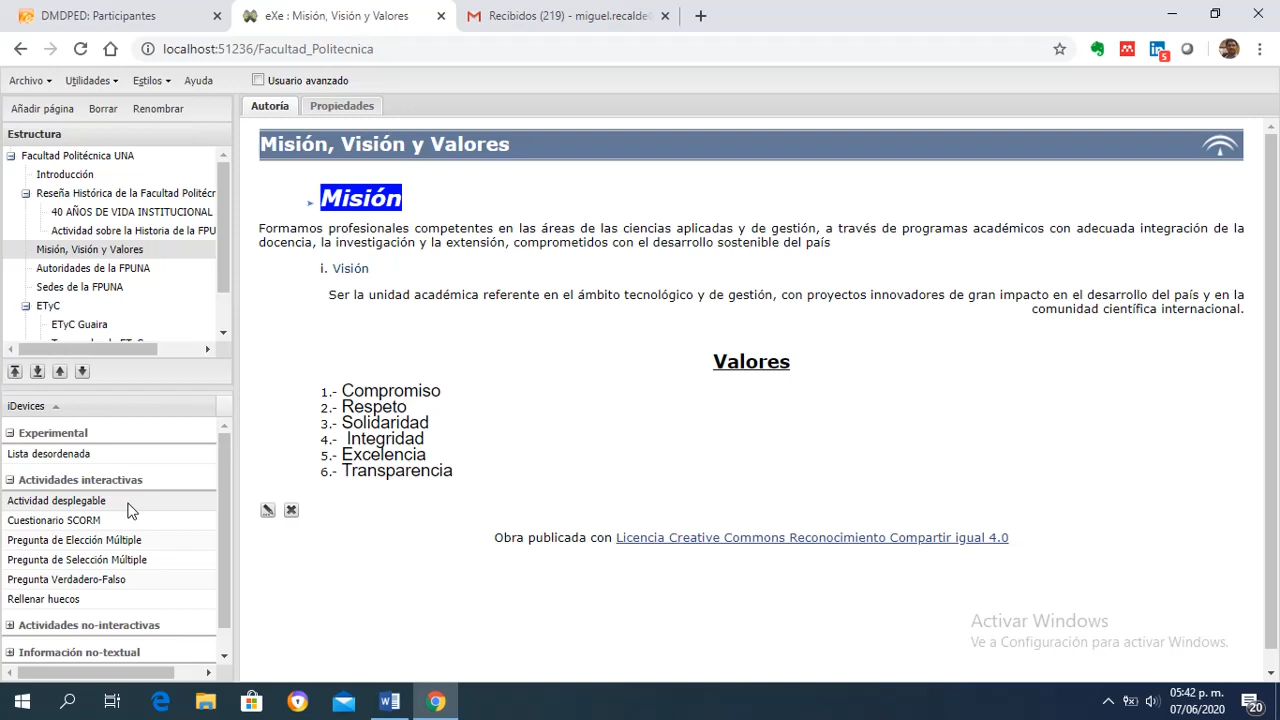 DMDPED: Participantes
eXe : Misión, Visión y Valores
Recibidos (219) - miguel.recalde
localhost:51236/Facultad_Politecnica
5
Archivo
Utilidades
Estilos
Ayuda
Usuario avanzado
Añadir página
Borrar
Renombrar
Autoría
Propiedades
Estructura
Facultad Politécnica UNA
Introducción
Reseña Histórica de la Facultad Politécr
40 AÑOS DE VIDA INSTITUCIONAL
Actividad sobre la Historia de la FPU
Misión, Visión y Valores
Autoridades de la FPUNA
Sedes de la FPUNA
ETyC
ETyC Guaira
iDevices
Experimental
Lista desordenada
Actividades interactivas
Actividad desplegable
Cuestionario SCORM
Pregunta de Elección Múltiple
Pregunta de Selección Múltiple
Pregunta Verdadero-Falso
Rellenar huecos
Actividades no-interactivas
Información no-textual
Misión, Visión y Valores
Misión
Formamos profesionales competentes en las áreas de las ciencias aplicadas y de gestión, a través de programas académicos con adecuada integración de la
docencia, la investigación y la extensión, comprometidos con el desarrollo sostenible del país
i. Visión
Ser la unidad académica referente en el ámbito tecnológico y de gestión, con proyectos innovadores de gran impacto en el desarrollo del país y en la
comunidad científica internacional.
Valores
1.- Compromiso
2.- Respeto
3.- Solidaridad
4.- Integridad
5.- Excelencia
6.- Transparencia
Obra publicada con Licencia Creative Commons Reconocimiento Compartir igual 4.0
Activar Windows
Ve a Configuración para activar Windows.
05:42 p. m.
07/06/2020
20